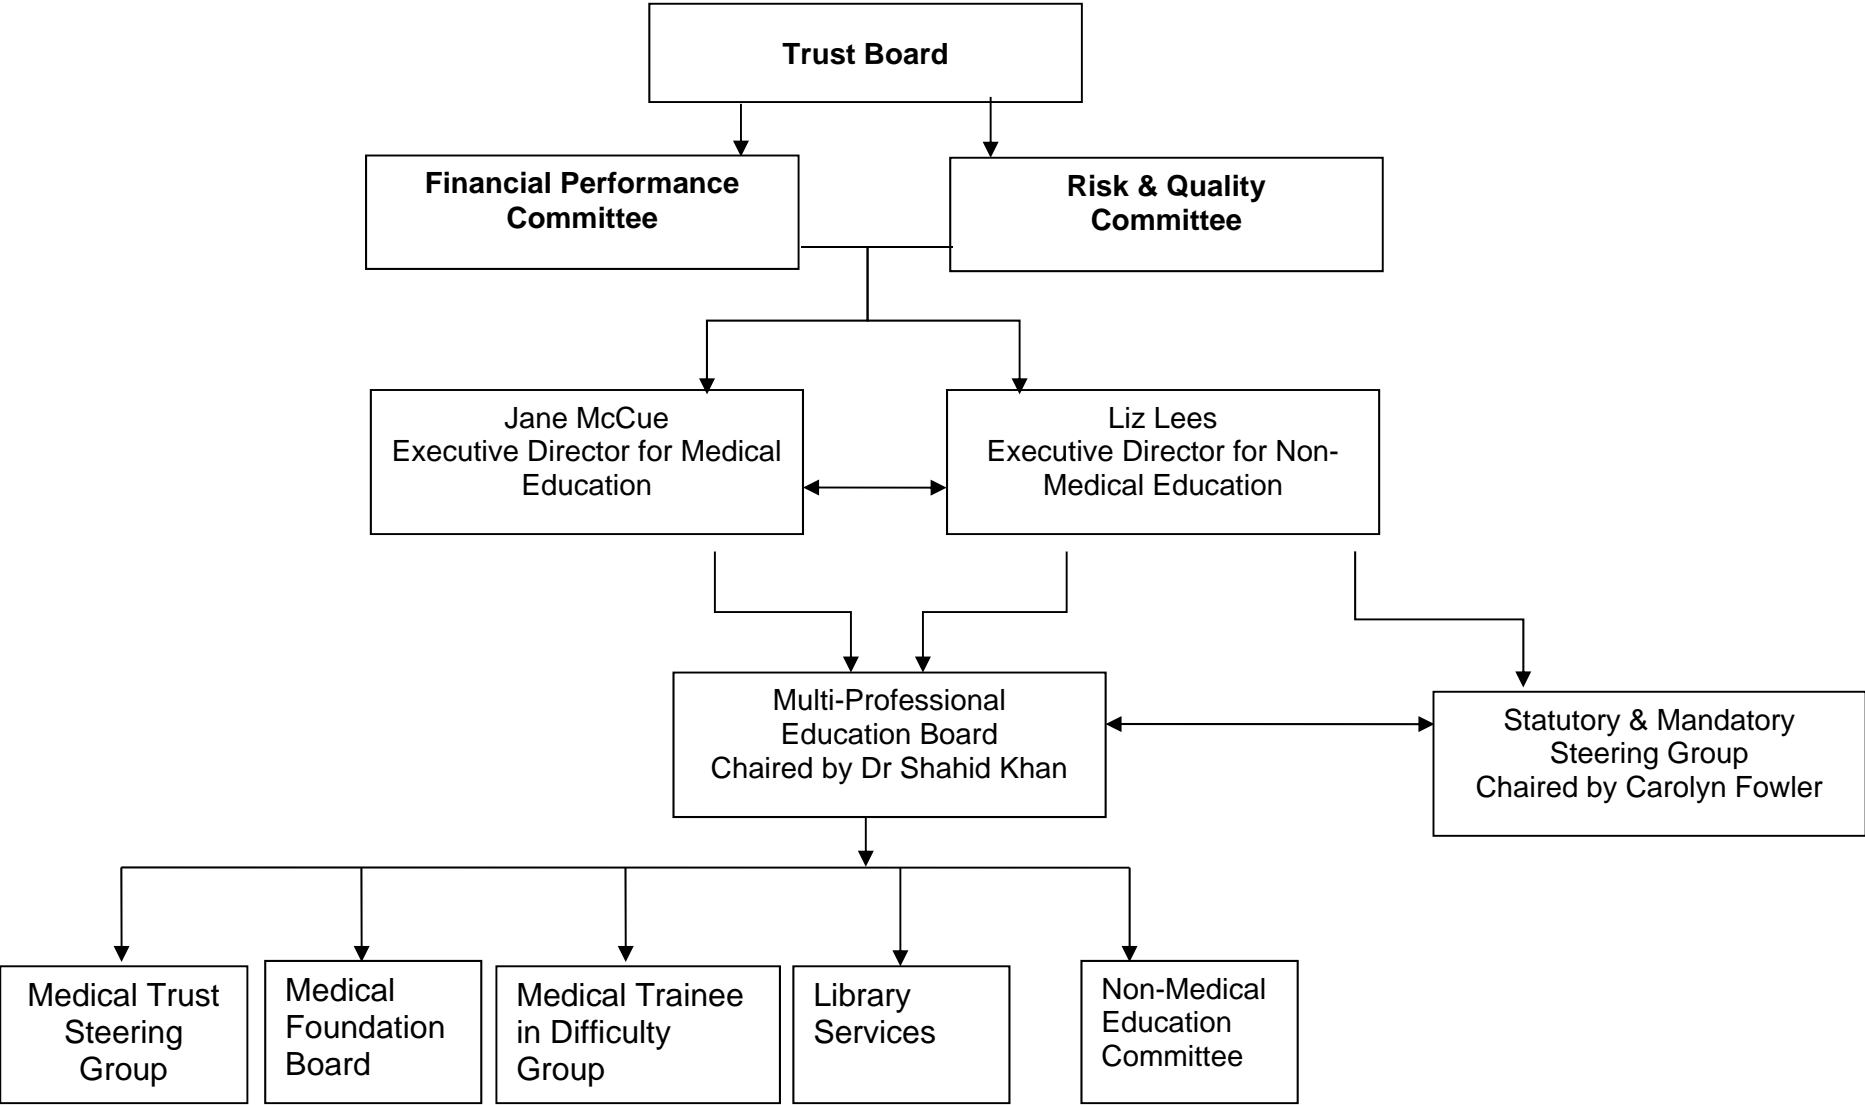 Trust Board
Financial Performance
Committee
Risk & Quality
Committee
Jane McCue
Executive Director for Medical
Education
Liz Lees
Executive Director for Non-
Medical Education
Multi-Professional
Education Board
Chaired by Dr Shahid Khan
Statutory & Mandatory
Steering Group
Chaired by Carolyn Fowler
Medical Trust
Steering
Group
Medical
Foundation
Board
Medical Trainee
in Difficulty
Group
Library
Services
Non-Medical
Education
Committee